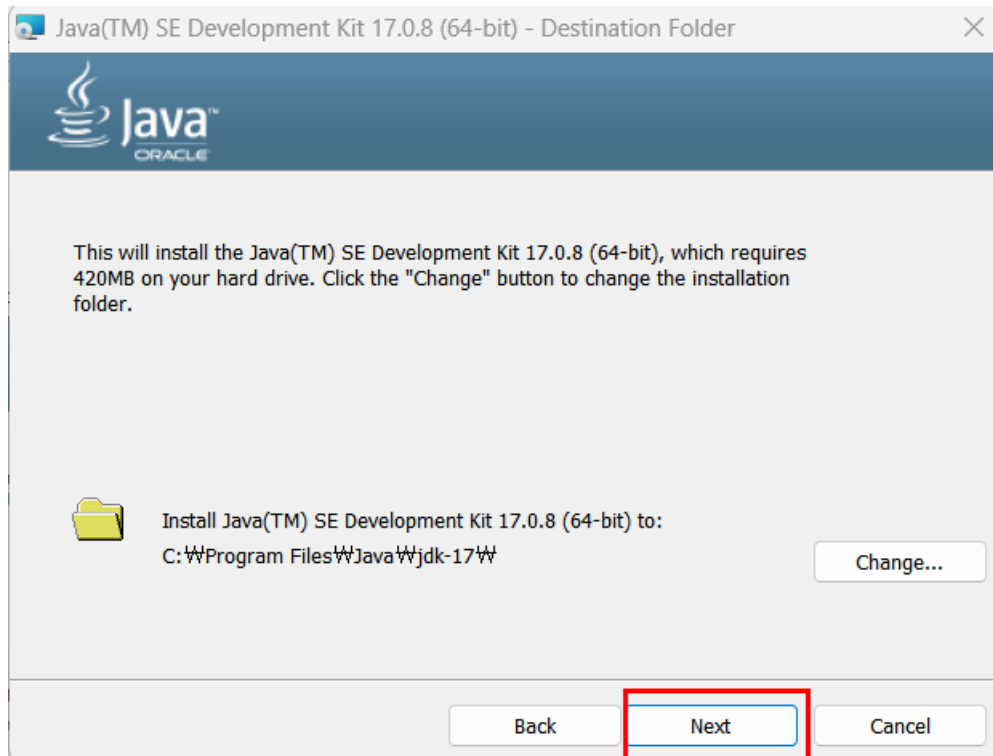 Java(TM) SE Development Kit 17.0.8 (64-bit) - Destination Folder
Java™
ORACLE
This will install the Java(TM) SE Development Kit 17.0.8 (64-bit), which requires
420MB on your hard drive. Click the "Change" button to change the installation
folder.
Install Java(TM) SE Development Kit 17.0.8 (64-bit) to:
C:₩Program Files₩Java₩jdk-17₩
Change...
Back
Next
Cancel